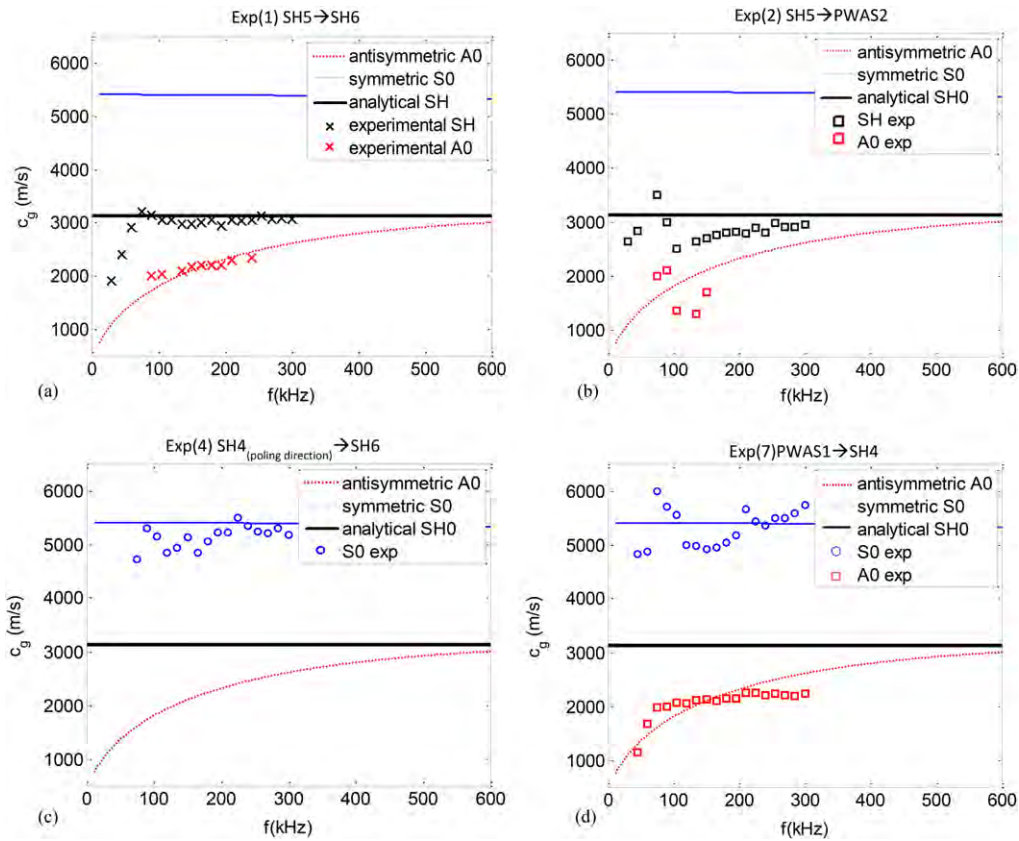 Exp(1) SH5→SH6
6000
5000
4000
3000
2000
1000
c_g (m/s)
antisymmetric A0
symmetric S0
analytical SH
experimental SH
experimental A0
0 100 200 300 400 500 600
(a)
f(kHz)
Exp(2) SH5→PWAS2
6000
5000
4000
3000
2000
1000
c_g (m/s)
antisymmetric A0
symmetric S0
analytical SH0
SH exp
A0 exp
0 100 200 300 400 500 600
(b)
f(kHz)
Exp(4) SH4(poling direction)→SH6
6000
5000
4000
3000
2000
1000
c_g (m/s)
antisymmetric A0
symmetric S0
analytical SH0
S0 exp
0 100 200 300 400 500 600
(c)
f(kHz)
Exp(7)PWAS1→SH4
6000
5000
4000
3000
2000
1000
c_g (m/s)
antisymmetric A0
symmetric S0
analytical SH0
S0 exp
A0 exp
0 100 200 300 400 500 600
(d)
f(kHz)